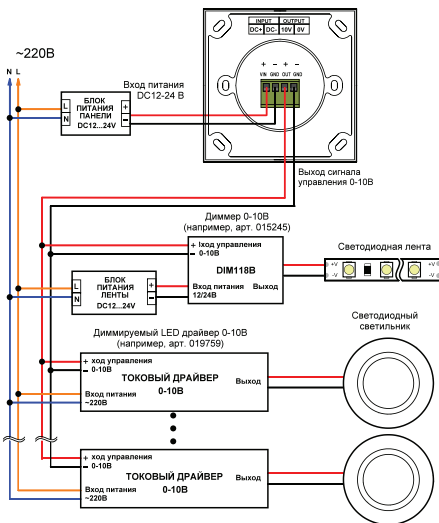 INPUT OUTPUT
DC+ DC- 10V 0V
+ − + −
VIN GND OUT GND
~220В
N L
Вход питания
DC12-24 В
L
N
БЛОК
ПИТАНИЯ
ПАНЕЛИ
DC12...24V
+
−
Выход сигнала
управления 0-10В
Диммер 0-10В
(например, арт. 015245)
+ Іход управления
− 0-10В
DIM118B
Вход питания
12/24В
Выход
Светодиодная лента
+V
-V
+V
-V
L
N
БЛОК
ПИТАНИЯ
ЛЕНТЫ
DC12...24V
+
−
Диммируемый LED драйвер 0-10В
(например, арт. 019759)
Светодиодный
светильник
+ ход управления
− 0-10В
ТОКОВЫЙ ДРАЙВЕР
0-10В
Выход
Вход питания
~220В
+ ход управления
− 0-10В
ТОКОВЫЙ ДРАЙВЕР
0-10В
Выход
Вход питания
~220В